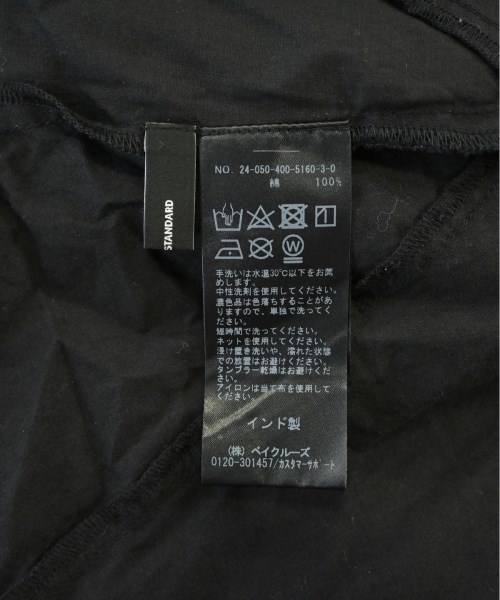 STANDARD
NO. 24-050-400-5160-3-0
綿 100%
W
手洗いは水温30℃以下をお薦
めします。
中性洗剤を使用してください。
濃色品は色落ちすることがあ
りますので、単独で洗ってく
ださい。
短時間で洗ってください。
ネットを使用してください。
浸け置き洗いや、濡れた状態
での放置はお避けください。
タンブラー乾燥はお避けください
アイロンは当て布を使用してください。
インド製
(株) ベイクルーズ
0120-301457/カスタマーサポート